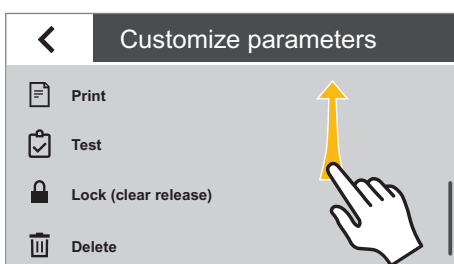 Customize parameters
Print
Test
Lock (clear release)
Delete